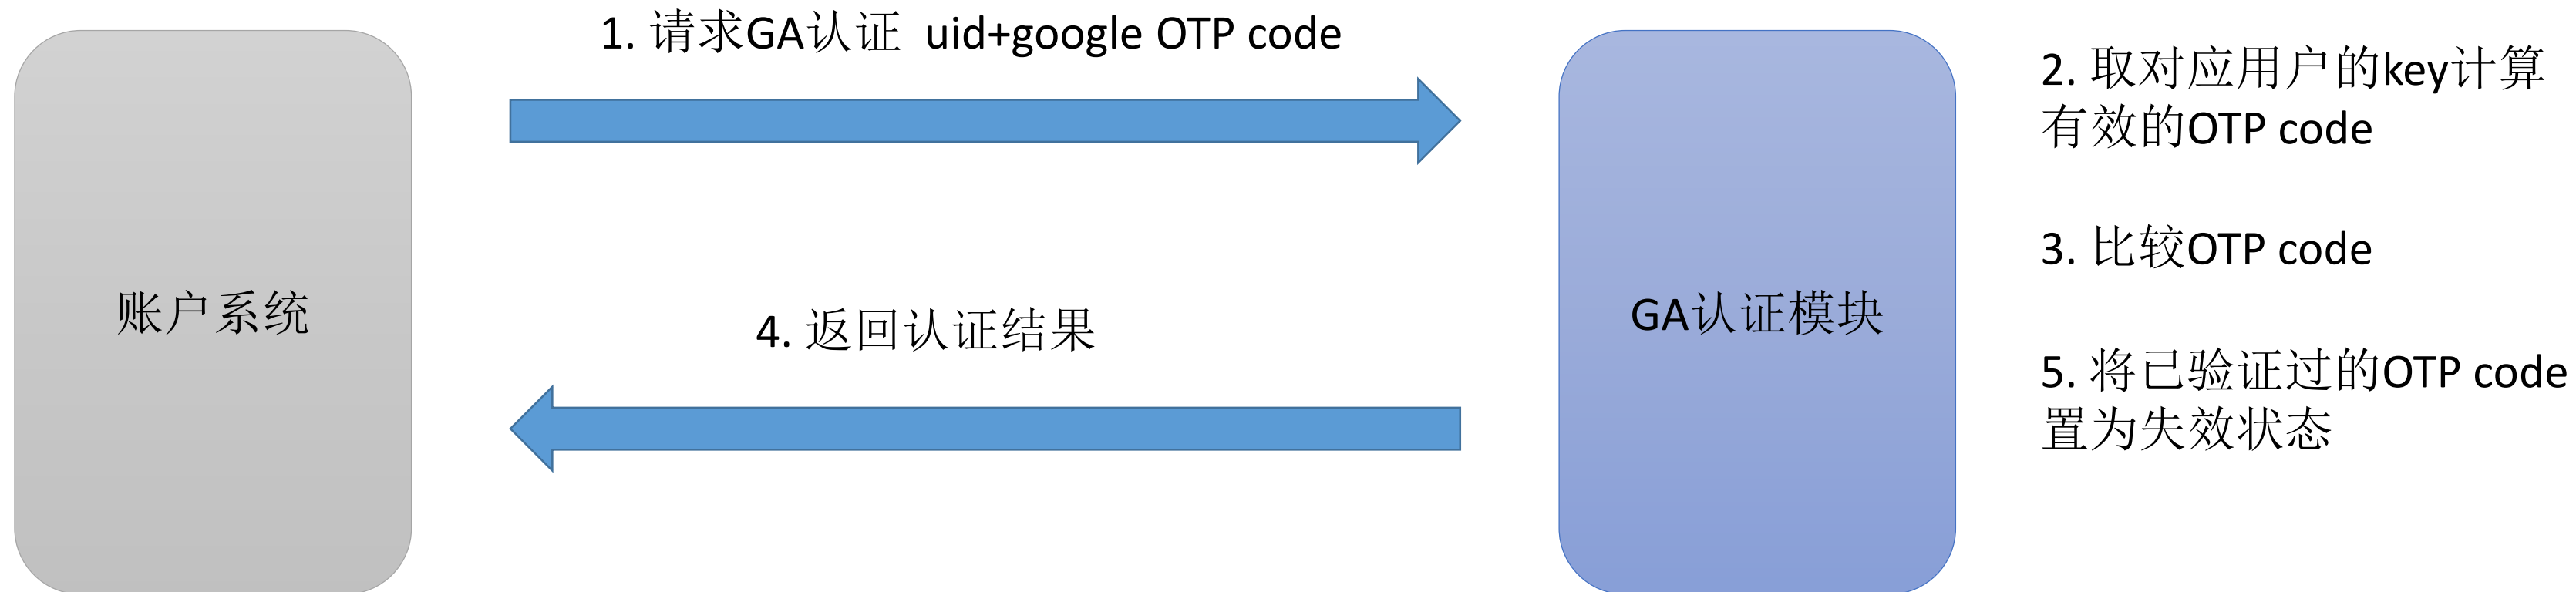 1. 请求GA认证 uid+google OTP code
账户系统
4. 返回认证结果
GA认证模块
2. 取对应用户的key计算
有效的OTP code
3. 比较OTP code
5. 将已验证过的OTP code
置为失效状态